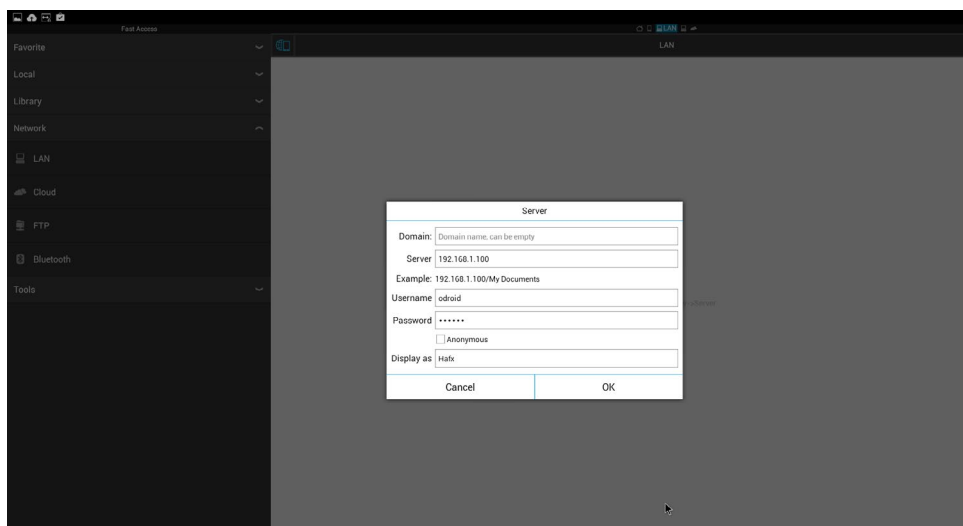 Fast Access
LAN
Favorite
LAN
Local
Library
Network
LAN
Cloud
FTP
Bluetooth
Tools
Server
Domain: Domain name, can be empty
Server 192.168.1.100
Example: 192.168.1.100/My Documents
Username odroid
Password ••••••
Anonymous
Display as Hafx
Cancel OK